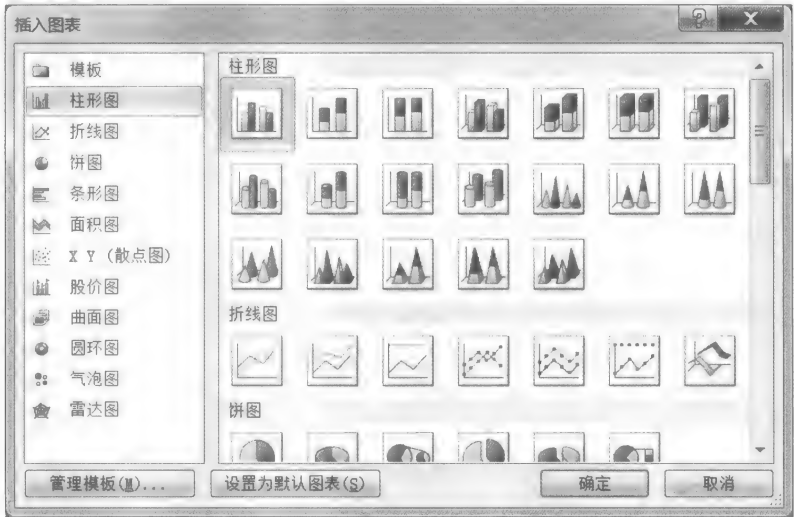 插入图表
模板
柱形图
折线图
饼图
条形图
面积图
X Y (散点图)
股价图
曲面图
圆环图
气泡图
雷达图
柱形图
折线图
饼图
管理模板(M)...
设置为默认图表(S)
确定
取消